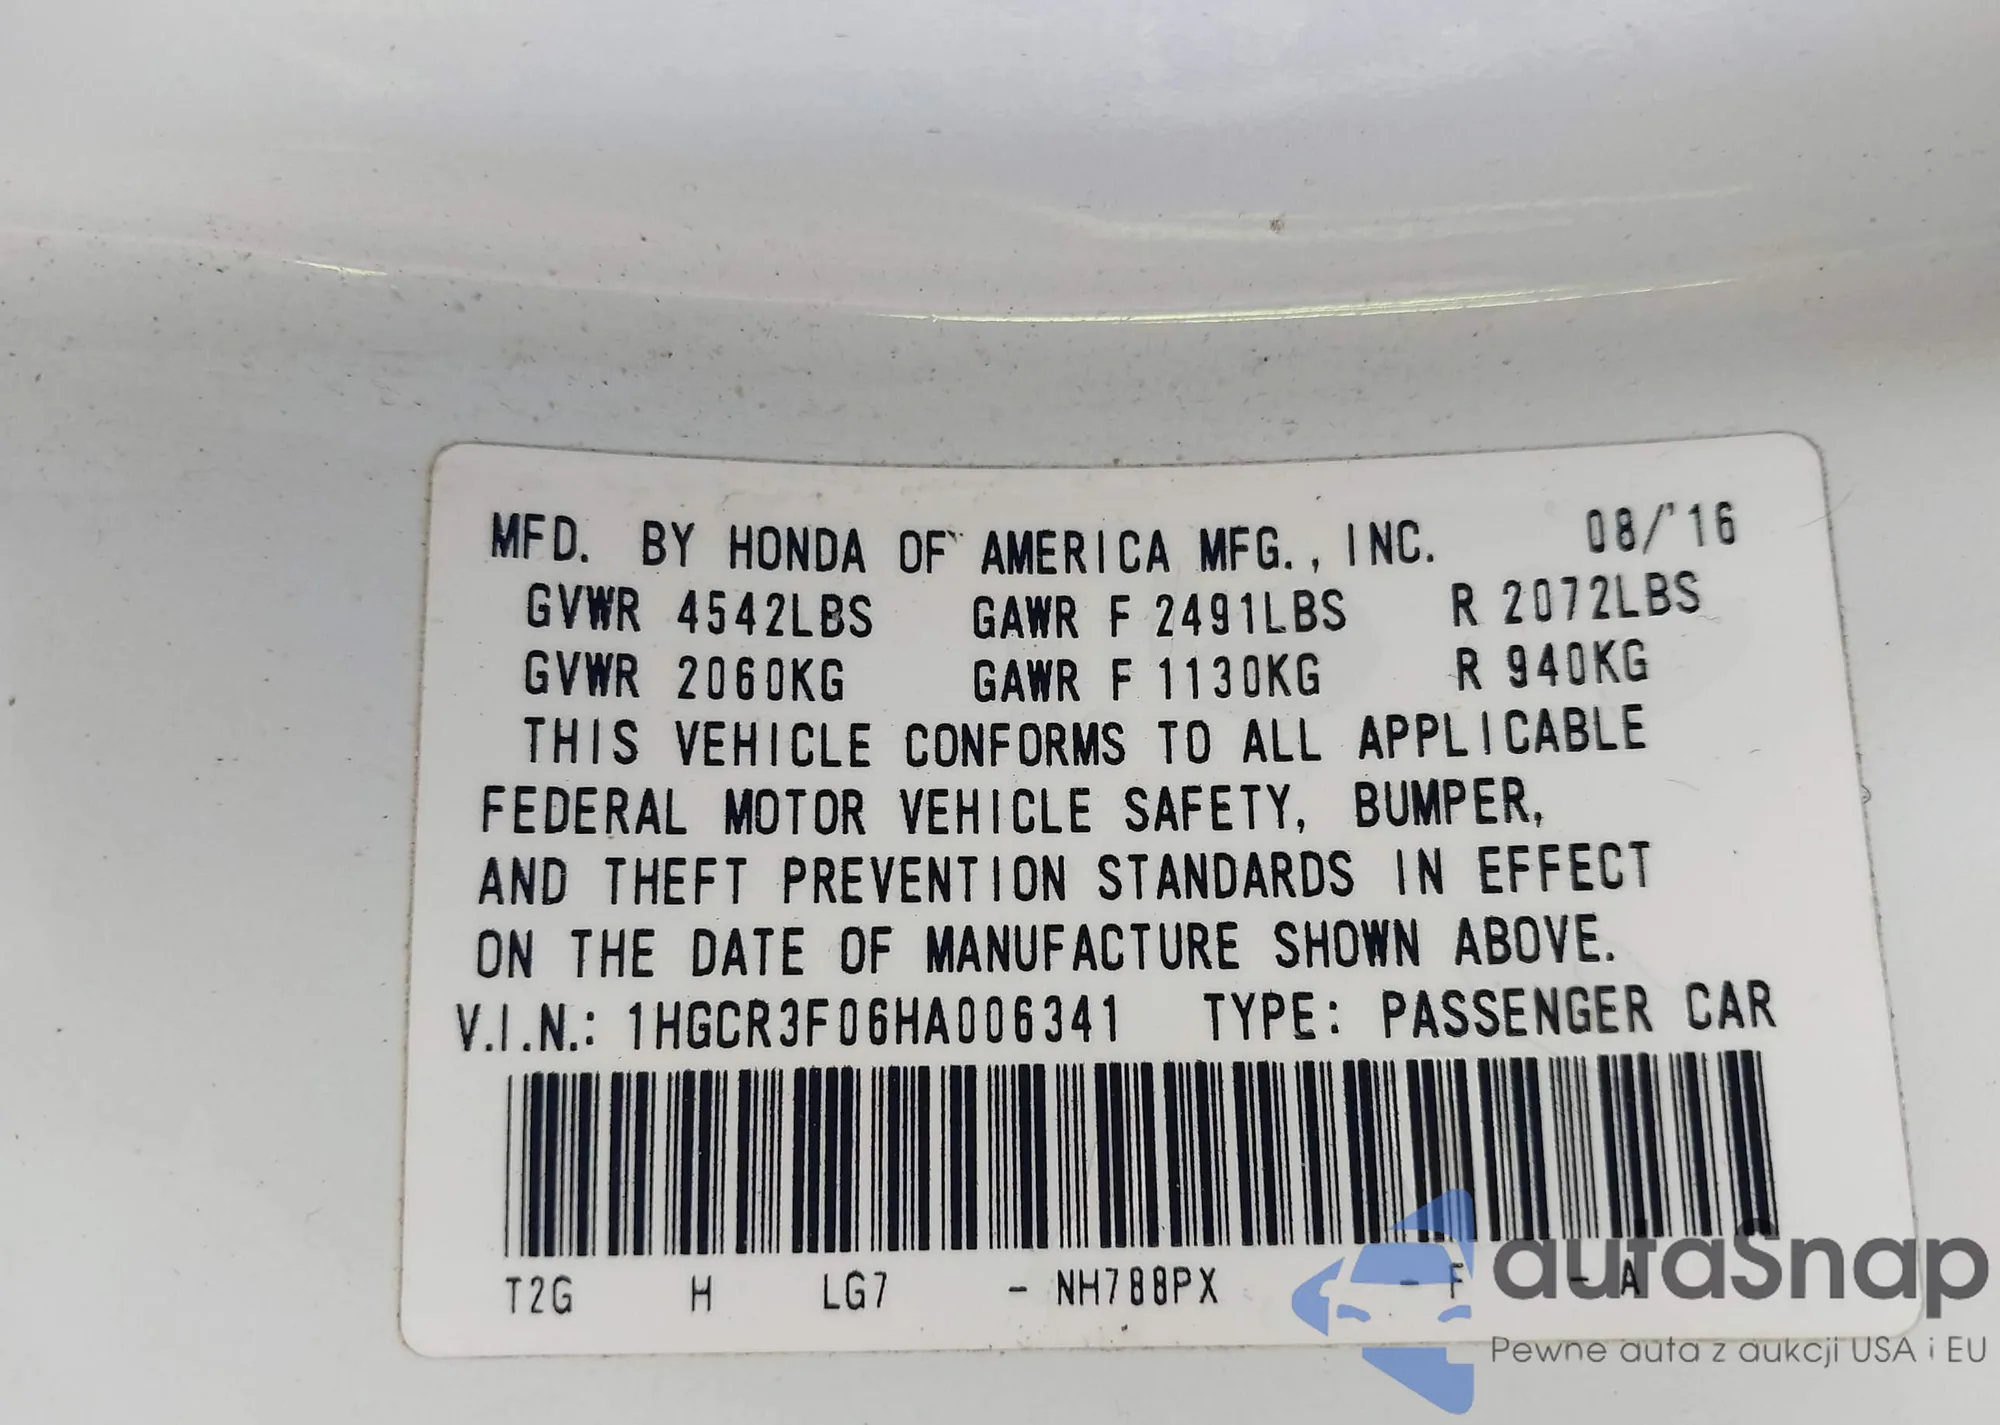 MFD. BY HONDA OF AMERICA MFG., INC. 08/'16
GVWR 4542LBS GAWR F 2491LBS R 2072LBS
GVWR 2060KG GAWR F 1130KG R 940KG
THIS VEHICLE CONFORMS TO ALL APPLICABLE
FEDERAL MOTOR VEHICLE SAFETY, BUMPER,
AND THEFT PREVENTION STANDARDS IN EFFECT
ON THE DATE OF MANUFACTURE SHOWN ABOVE.
V.I.N.: 1HGCR3F06HA006341 TYPE: PASSENGER CAR
T2G H LG7 - NH788PX - F - A
autaSnap
Pewne auta z aukcji USA i EU